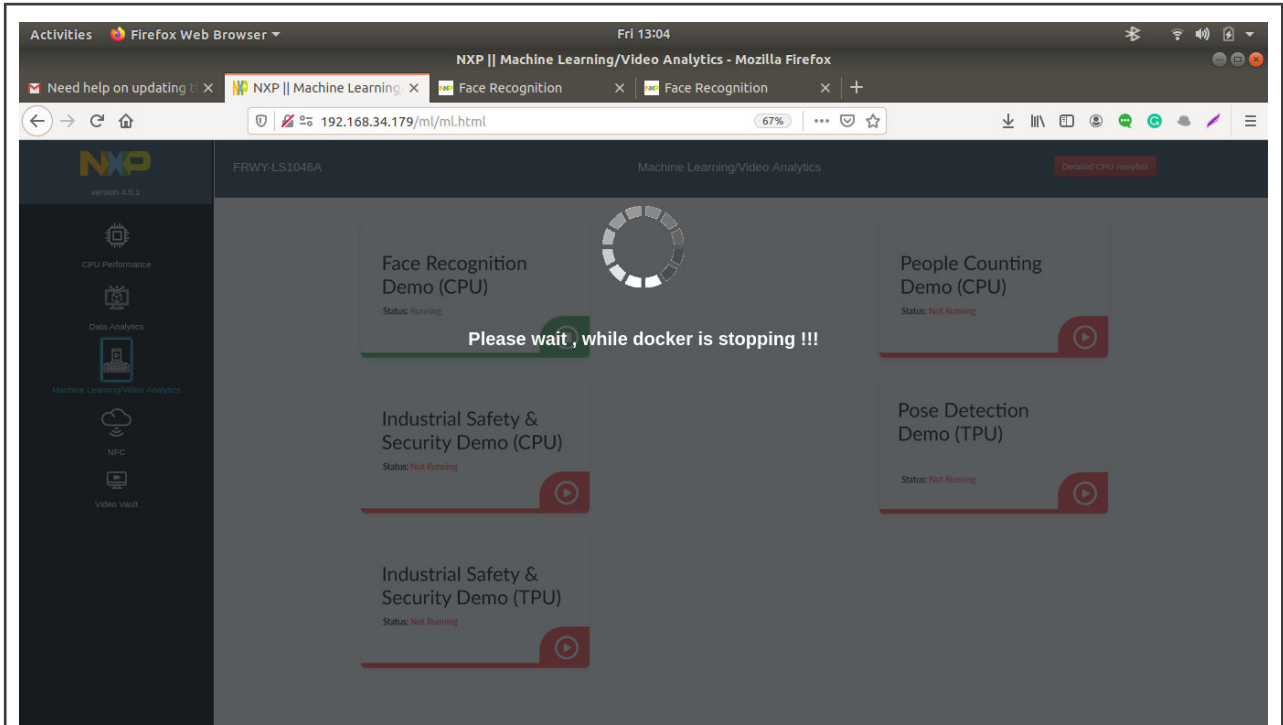 Activities Firefox Web Browser Fri 13:04
NXP || Machine Learning/Video Analytics - Mozilla Firefox
Need help on updating t NXP || Machine Learning/ Face Recognition Face Recognition
192.168.34.179/ml/ml.html 67%
NXP
version 4.0.1
FRWY-LS1046A Machine Learning/Video Analytics Detailed CPU Anaylsis
CPU Performance
Data Analytics
Machine Learning/Video Analytics
NFC
Video Vault
Face Recognition
Demo (CPU)
Status: Running
People Counting
Demo (CPU)
Status: Not Running
Please wait , while docker is stopping !!!
Industrial Safety &
Security Demo (CPU)
Status: Not Running
Pose Detection
Demo (TPU)
Status: Not Running
Industrial Safety &
Security Demo (TPU)
Status: Not Running